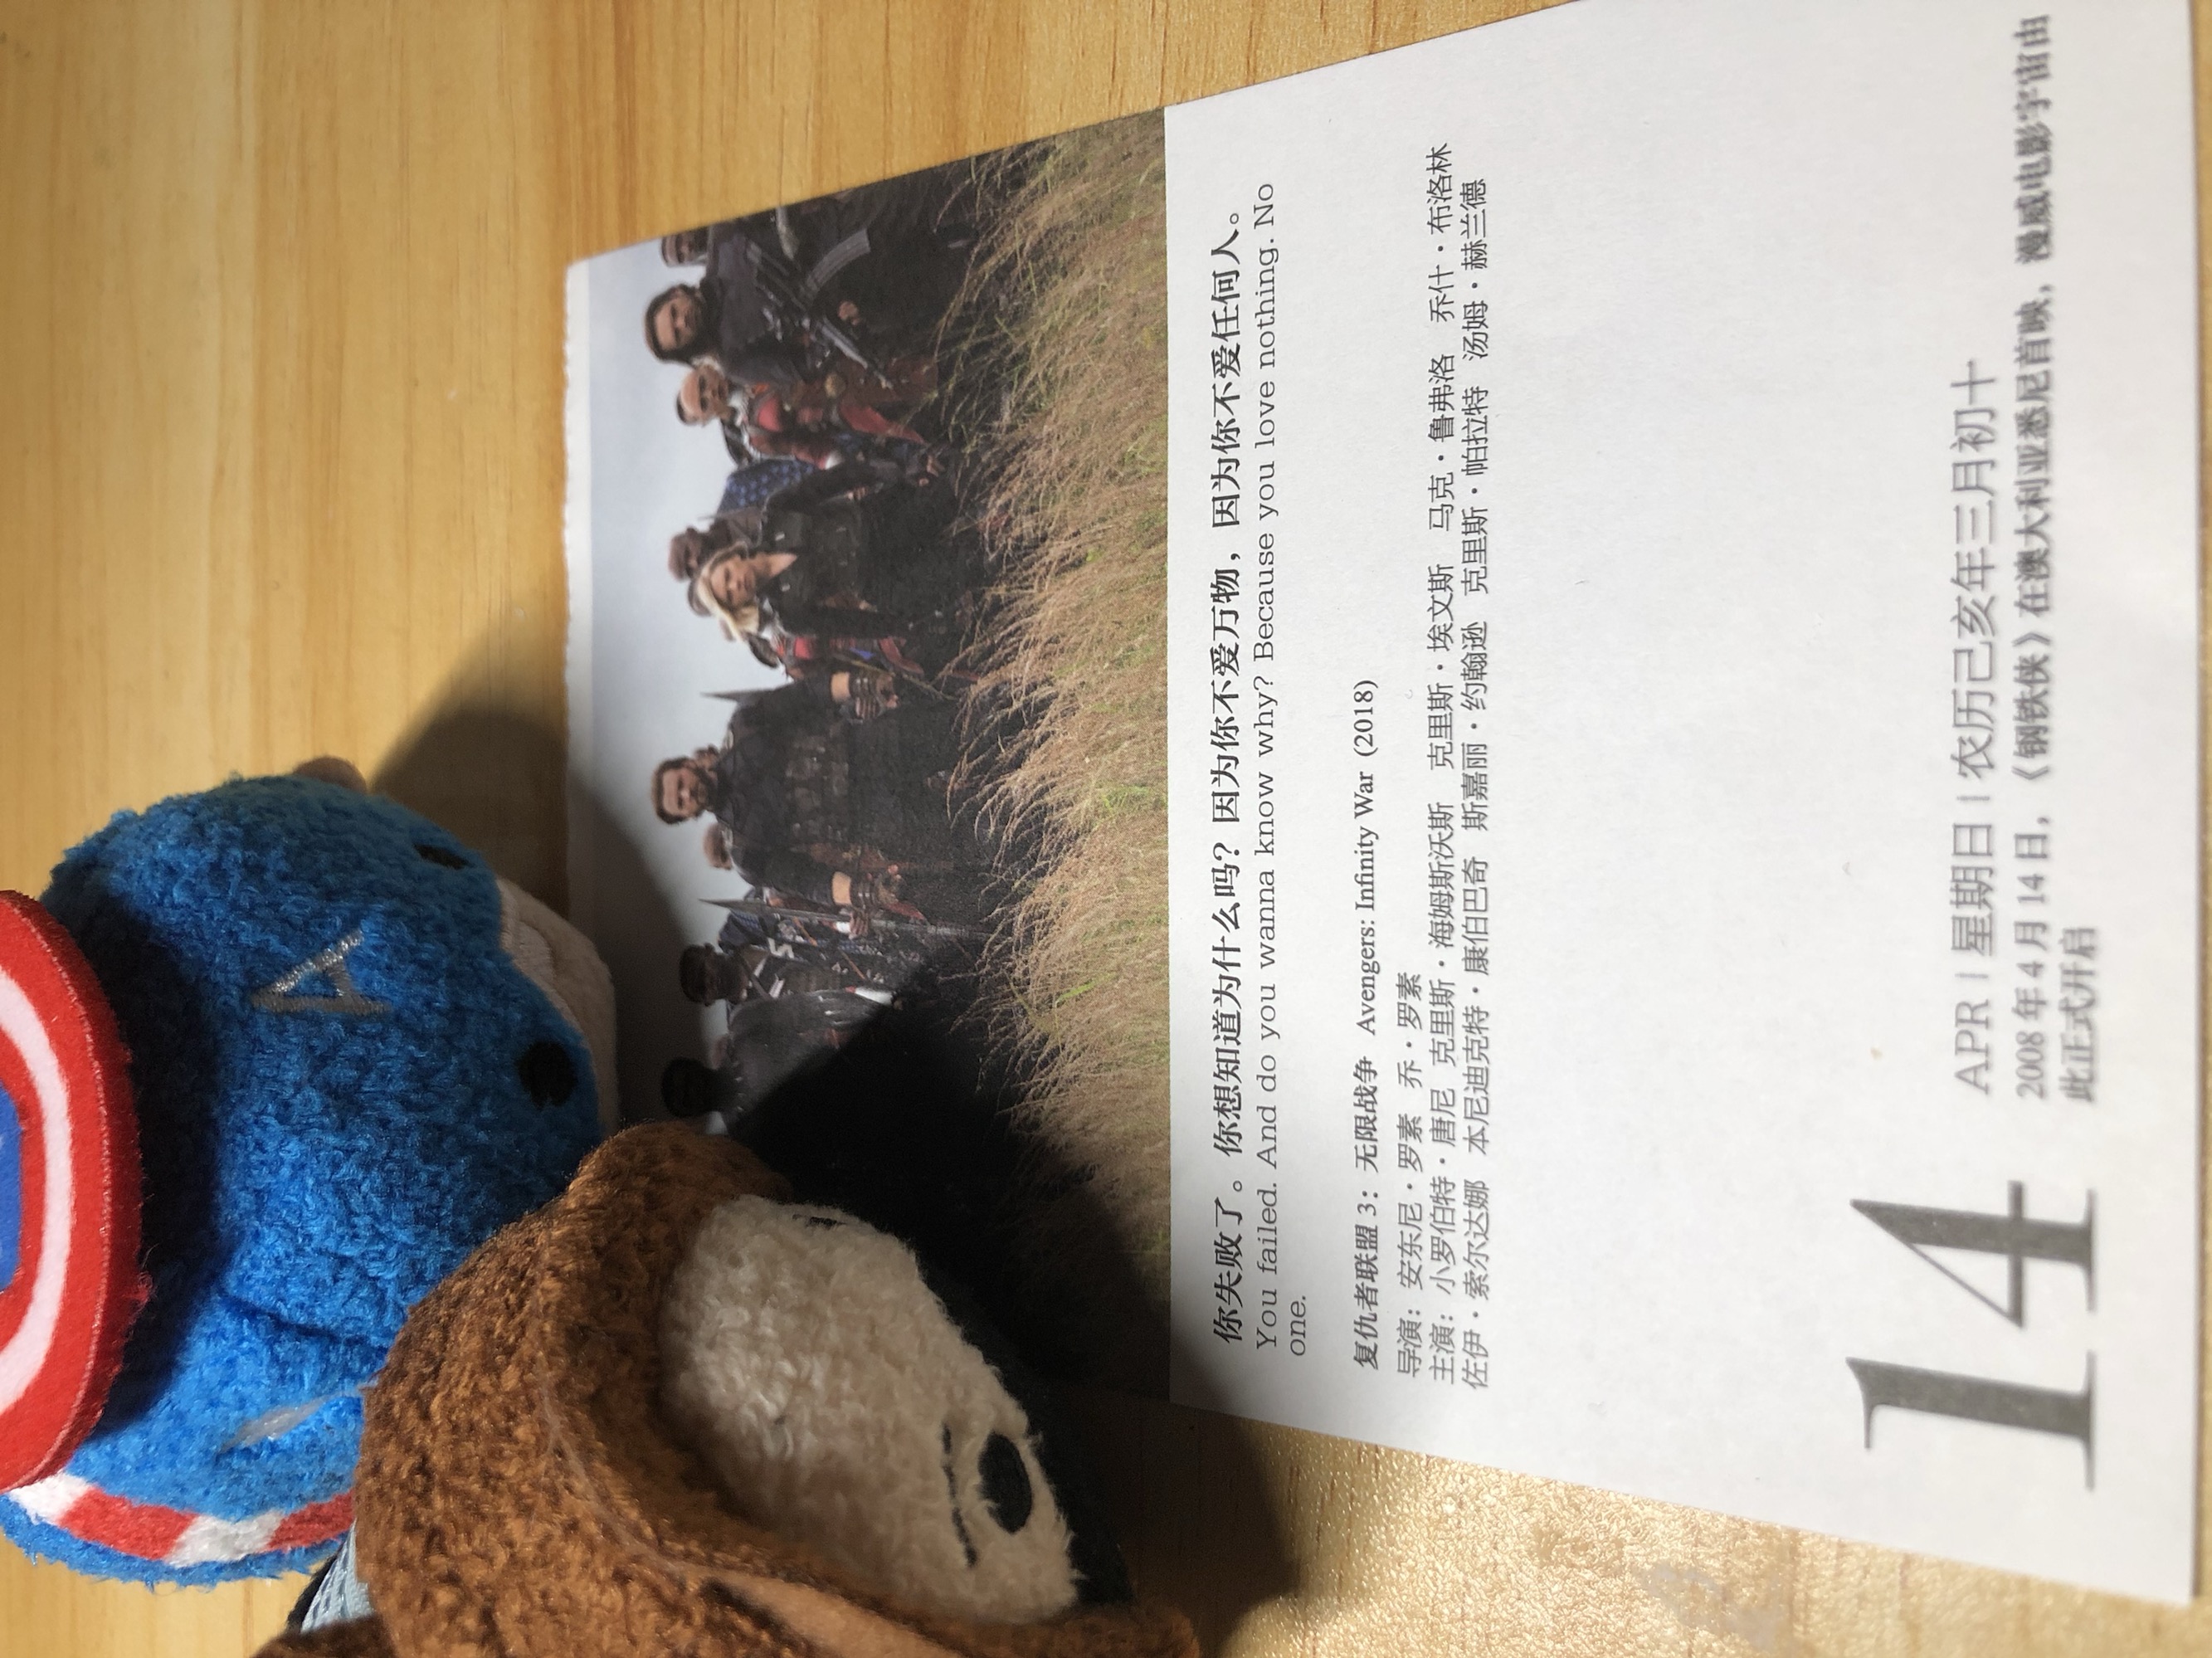 A
你失败了。你想知道为什么吗？因为你不爱万物，因为你不爱任何人。
You failed. And do you wanna know why? Because you love nothing. No
one.
复仇者联盟 3：无限战争 Avengers: Infinity War (2018)
导演：安东尼·罗素 乔·罗素
主演：小罗伯特·唐尼 克里斯·海姆斯沃斯 克里斯·埃文斯 马克·鲁弗洛 乔什·布洛林
佐伊·索尔达娜 本尼迪克特·康伯巴奇 斯嘉丽·约翰逊 克里斯·帕拉特 汤姆·赫兰德
14
APR | 星期日 | 农历己亥年三月初十
2008 年 4 月 14 日，《钢铁侠》在澳大利亚悉尼首映，漫威电影宇宙由
此正式开启